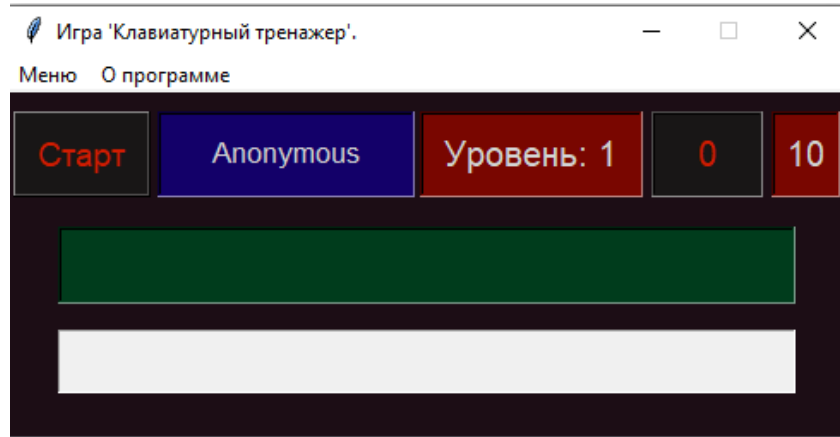 Игра 'Клавиатурный тренажер'.
Меню О программе
Старт Anonymous Уровень: 1 0 10